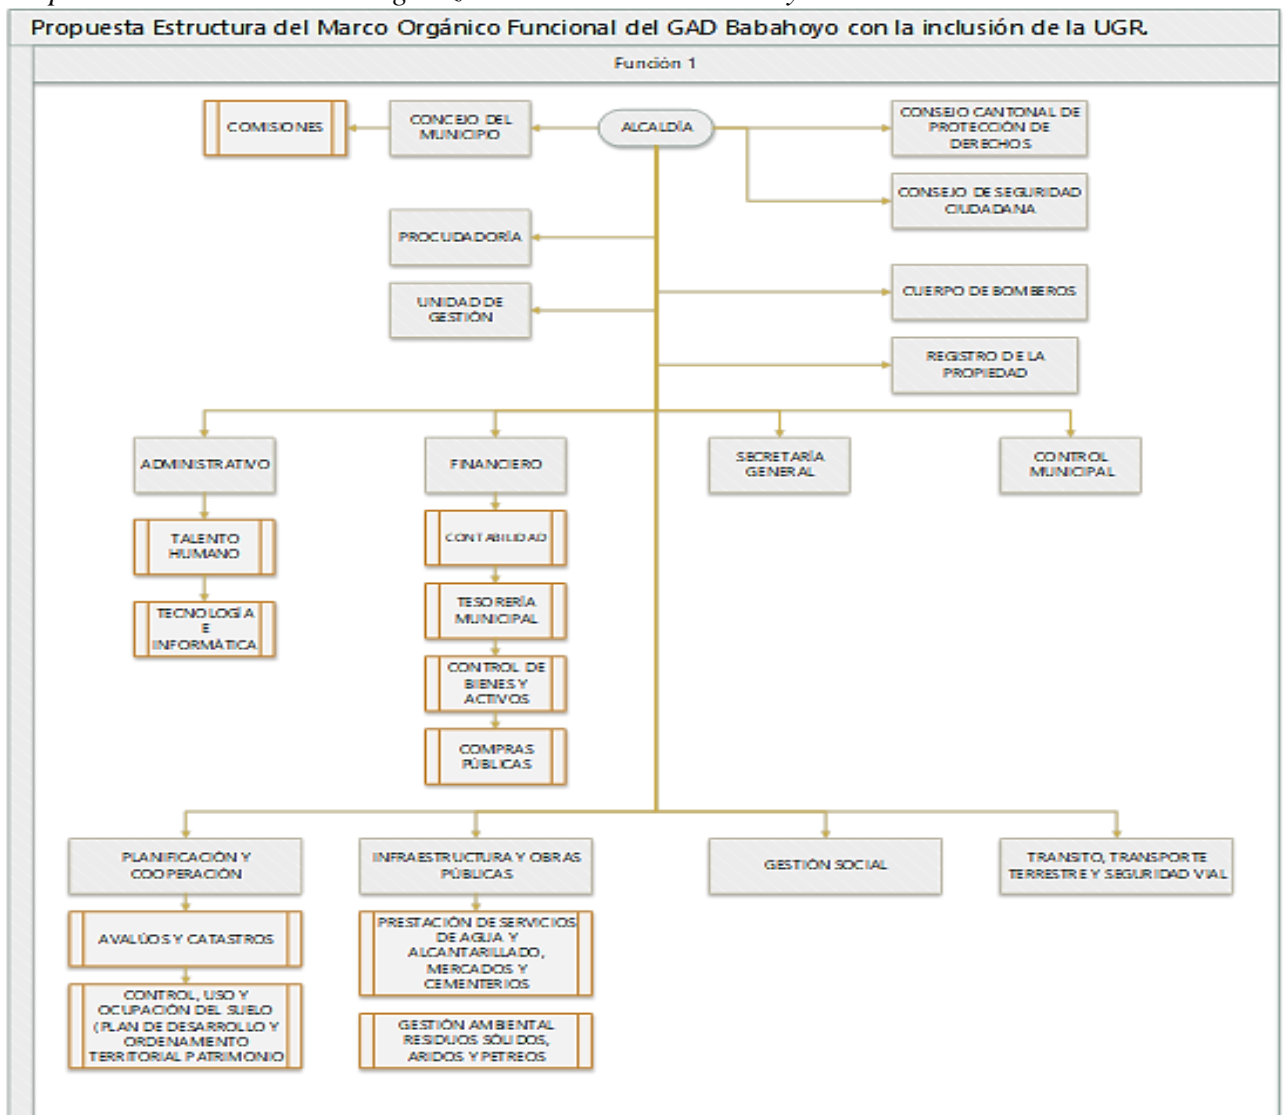 Propuesta Estructura del Marco Orgánico Funcional del GAD Babahoyo con la inclusión de la UGR.
Función 1
COMISIONES
CONCEJO DEL
MUNICIPIO
ALCALDÍA
CONSEJO CANTONAL DE
PROTECCIÓN DE
DERECHOS
CONSEJO DE SEGURIDAD
CIUDADANA
PROCUDADORÍA
UNIDAD DE
GESTIÓN
CUERPO DE BOMBEROS
REGISTRO DE LA
PROPIEDAD
ADMINISTRATIVO
FINANCIERO
SECRETARÍA
GENERAL
CONTROL
MUNICIPAL
TALENTO
HUMANO
TECNOLOGÍA
E
INFORMÁTICA
CONTABILIDAD
TESORERÍA
MUNICIPAL
CONTROL DE
BIENES Y
ACTIVOS
COMPRAS
PÚBLICAS
PLANIFICACIÓN Y
COOPERACIÓN
INFRAESTRUCTURA Y OBRAS
PÚBLICAS
GESTIÓN SOCIAL
TRANSITO, TRANSPORTE
TERRESTRE Y SEGURIDAD VIAL
AVALÚOS Y CATASTROS
CONTROL, USO Y
OCUPACIÓN DEL SUELO
(PLAN DE DESARROLLO Y
ORDENAMIENTO
TERRITORIAL PATRIMONIO
PRESTACIÓN DE SERVICIOS
DE AGUA Y
ALCANTARILLADO,
MERCADOS Y
CEMENTERIOS
GESTIÓN AMBIENTAL
RESIDUOS SÓLIDOS,
ARIDOS Y PETREOS